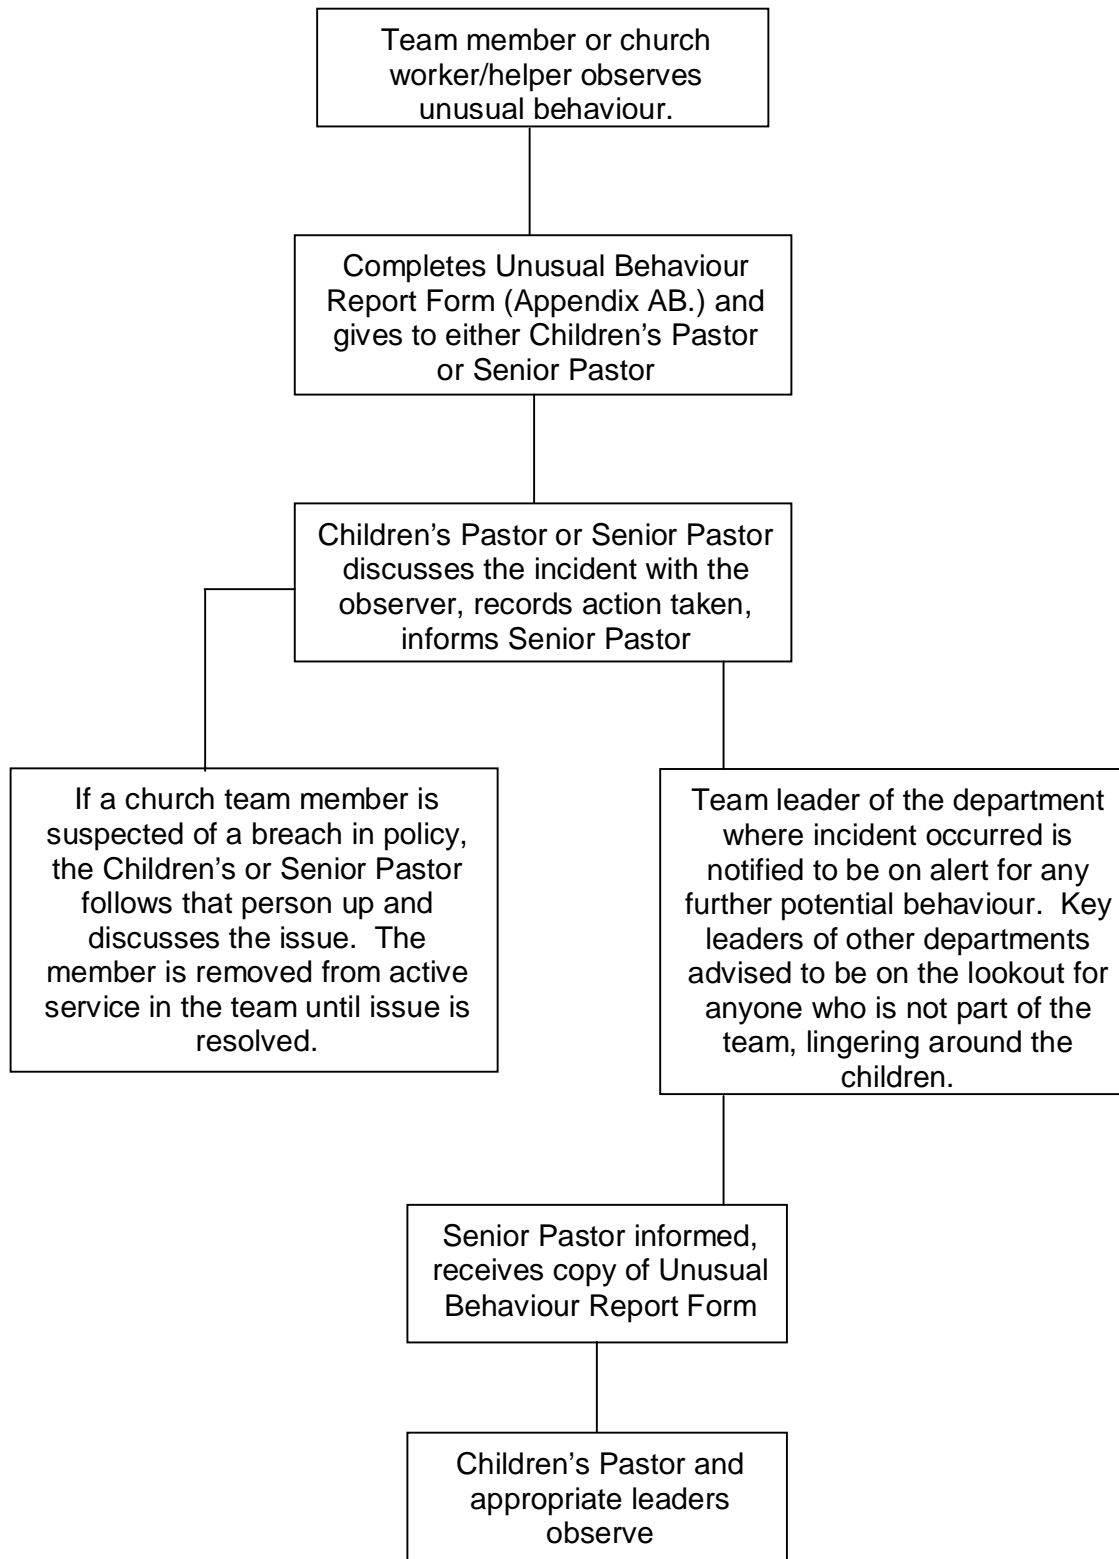 Team member or church
worker/helper observes
unusual behaviour.
Completes Unusual Behaviour
Report Form (Appendix AB.) and
gives to either Children’s Pastor
or Senior Pastor
Children’s Pastor or Senior Pastor
discusses the incident with the
observer, records action taken,
informs Senior Pastor
If a church team member is
suspected of a breach in policy,
the Children’s or Senior Pastor
follows that person up and
discusses the issue.  The
member is removed from active
service in the team until issue is
resolved.
Team leader of the department
where incident occurred is
notified to be on alert for any
further potential behaviour.  Key
leaders of other departments
advised to be on the lookout for
anyone who is not part of the
team, lingering around the
children.
Senior Pastor informed,
receives copy of Unusual
Behaviour Report Form
Children’s Pastor and
appropriate leaders
observe